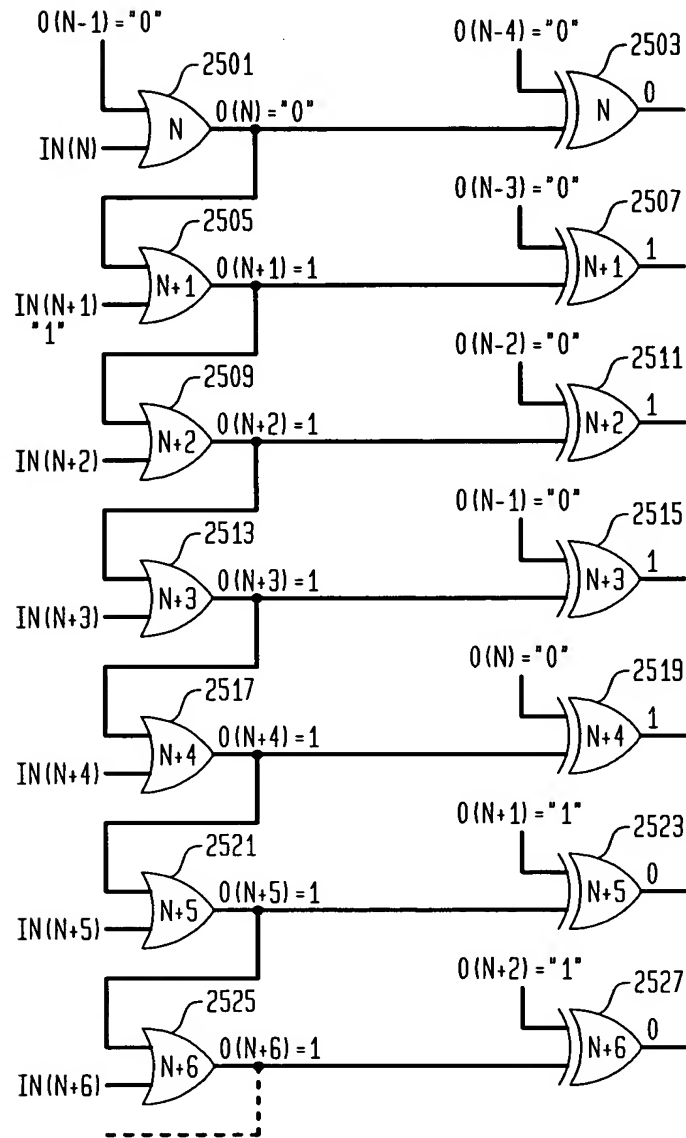 O(N-1)="0"
2501
N
IN(N)
O(N)="0"
O(N-4)="0"
2503
N
0
2505
N+1
IN(N+1)
"1"
O(N+1)=1
O(N-3)="0"
2507
N+1
1
2509
N+2
IN(N+2)
O(N+2)=1
O(N-2)="0"
2511
N+2
1
2513
N+3
IN(N+3)
O(N+3)=1
O(N-1)="0"
2515
N+3
1
2517
N+4
IN(N+4)
O(N+4)=1
O(N)="0"
2519
N+4
1
2521
N+5
IN(N+5)
O(N+5)=1
O(N+1)="1"
2523
N+5
0
2525
N+6
IN(N+6)
O(N+6)=1
O(N+2)="1"
2527
N+6
0